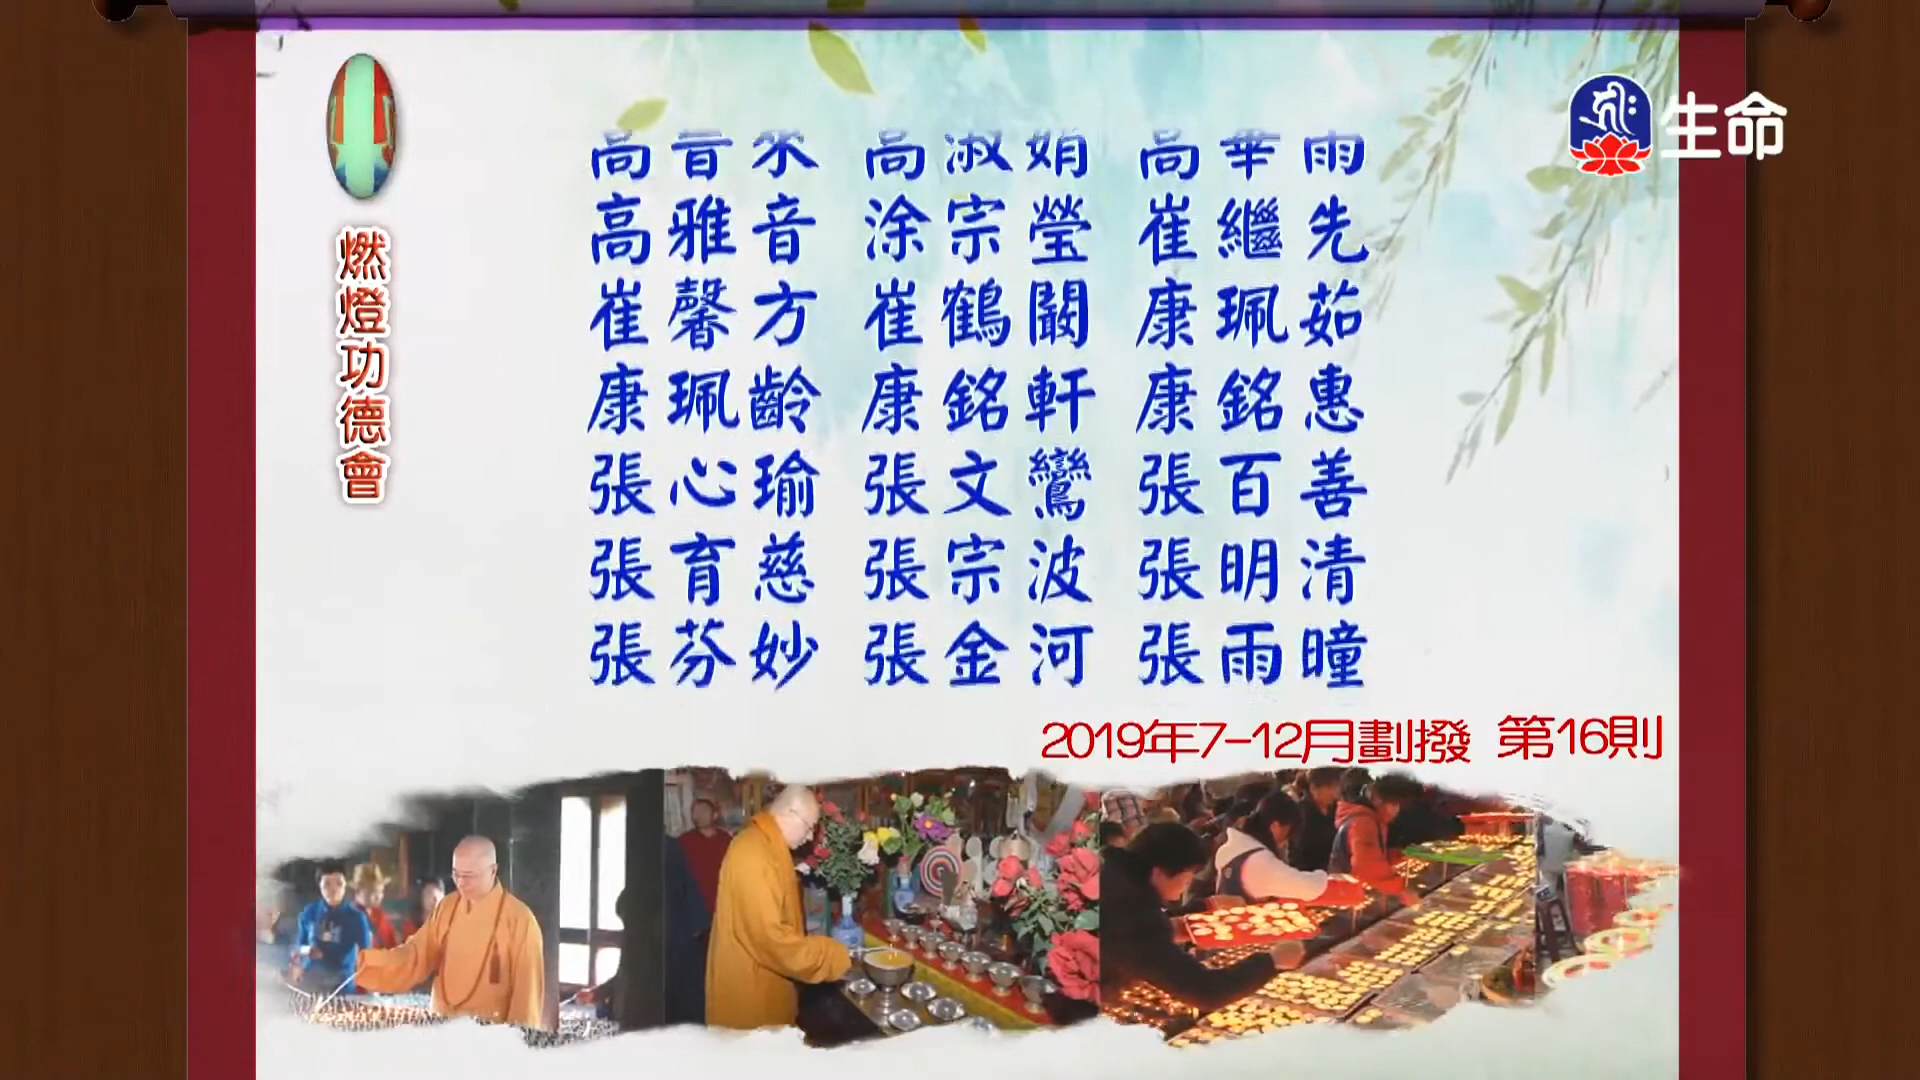 生命
燃燈功德會
高雅音 涂宗瑩 崔繼先
崔馨方 崔鶴闕 康珮茹
康珮齡 康銘軒 康銘惠
張心瑜 張文鸞 張百善
張育慈 張宗波 張明清
張芬妙 張金河 張雨曈
2019年7-12月劃撥 第16則